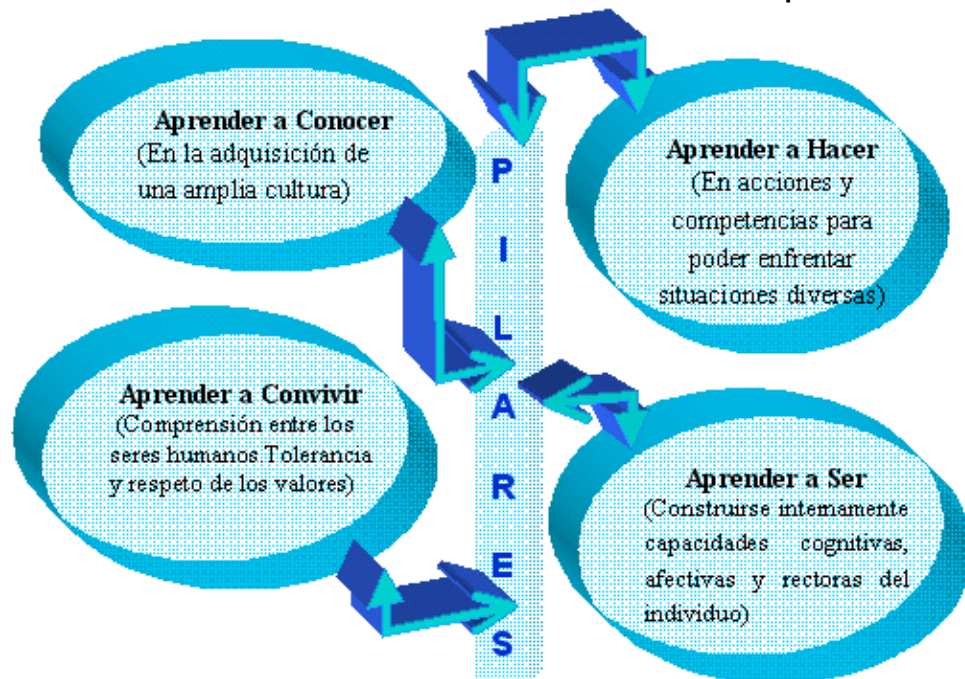 Aprender a Conocer
(En la adquisición de
una amplia cultura)
Aprender a Hacer
(En acciones y
competencias para
poder enfrentar
situaciones diversas)
PILARES
Aprender a Convivir
(Comprensión entre los
seres humanos.Tolerancia
y respeto de los valores)
Aprender a Ser
(Construirse internamente
capacidades cognitivas,
afectivas y rectoras del
individuo)